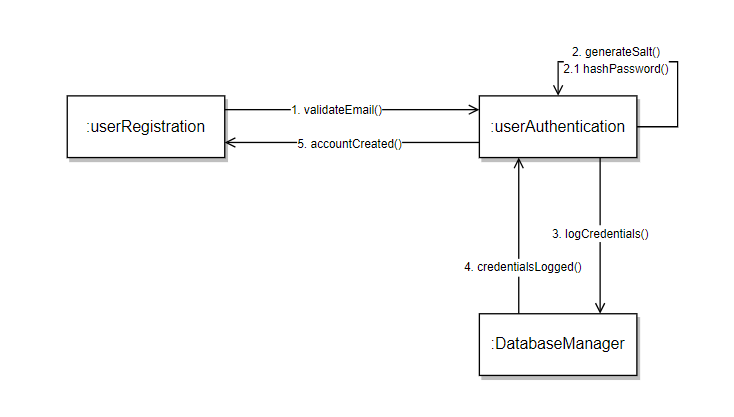 2. generateSalt()
2.1 hashPassword()
:userRegistration
1. validateEmail()
:userAuthentication
5. accountCreated()
3. logCredentials()
4. credentialsLogged()
:DatabaseManager